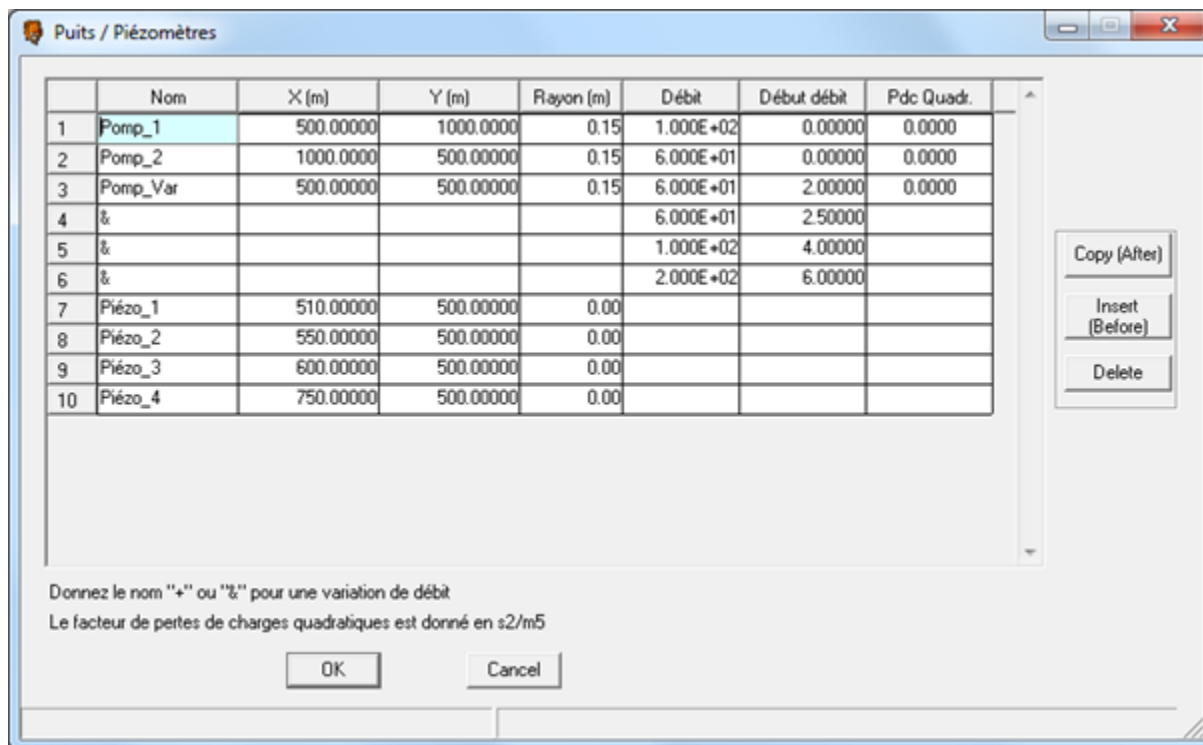 Puits / Piézomètres
Nom X (m) Y (m) Rayon (m) Débit Début débit Pdc Quadr.
1 Pomp_1 500.00000 1000.0000 0.15 1.000E+02 0.00000 0.0000
2 Pomp_2 1000.0000 500.00000 0.15 6.000E+01 0.00000 0.0000
3 Pomp_Var 500.00000 500.00000 0.15 6.000E+01 2.00000 0.0000
4 & 6.000E+01 2.50000
5 & 1.000E+02 4.00000
6 & 2.000E+02 6.00000
7 Piézo_1 510.00000 500.00000 0.00
8 Piézo_2 550.00000 500.00000 0.00
9 Piézo_3 600.00000 500.00000 0.00
10 Piézo_4 750.00000 500.00000 0.00
Copy (After)
Insert
(Before)
Delete
Donnez le nom "+" ou "&" pour une variation de débit
Le facteur de pertes de charges quadratiques est donné en s2/m5
OK Cancel